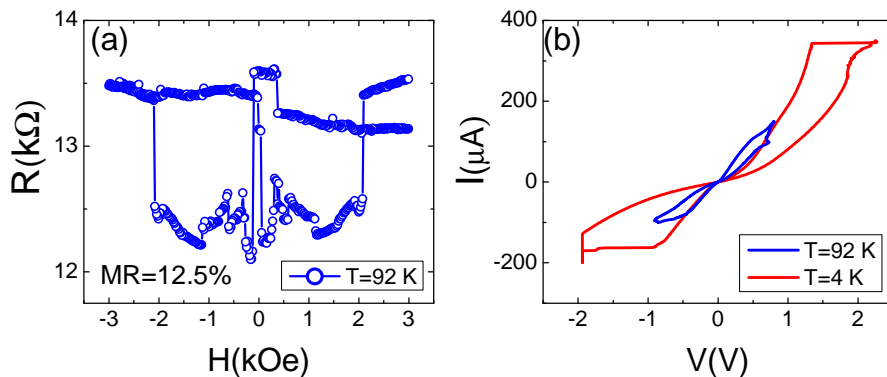 (a)
14
13
12
R(kΩ)
MR=12.5%
T=92 K
-3 -2 -1 0 1 2 3
H(kOe)
(b)
400
200
0
-200
I(μA)
T=92 K
T=4 K
-2 -1 0 1 2
V(V)